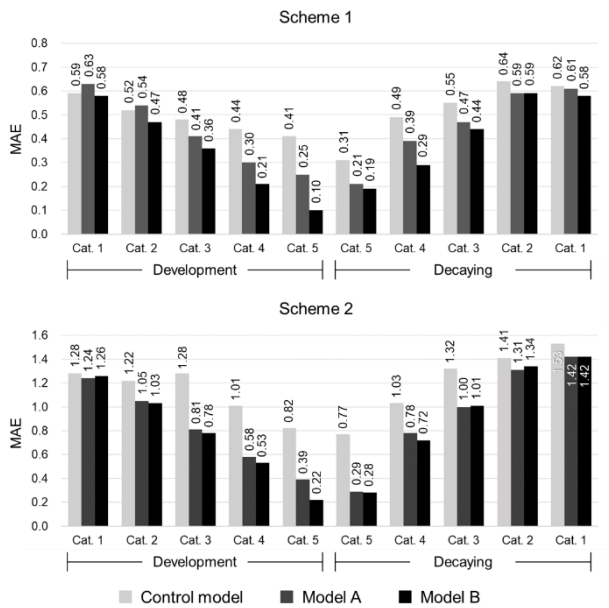 Scheme 1
MAE
0.8
0.7
0.6
0.5
0.4
0.3
0.2
0.1
0.0
0.59 0.63 0.58
0.52 0.54 0.47
0.48 0.41 0.36
0.44 0.30 0.21
0.41 0.25 0.10
0.31 0.21 0.19
0.49 0.39 0.29
0.55 0.47 0.44
0.64 0.59 0.59
0.62 0.61 0.58
Cat. 1 Cat. 2 Cat. 3 Cat. 4 Cat. 5 Cat. 5 Cat. 4 Cat. 3 Cat. 2 Cat. 1
Development Decaying
Scheme 2
MAE
1.6
1.4
1.2
1.0
0.8
0.6
0.4
0.2
0.0
1.28 1.24 1.26
1.22 1.05 1.03
1.28 0.81 0.78
1.01 0.58 0.53
0.82 0.39 0.22
0.77 0.29 0.28
1.03 0.78 0.72
1.32 1.00 1.01
1.41 1.31 1.34
1.53 1.42 1.42
Cat. 1 Cat. 2 Cat. 3 Cat. 4 Cat. 5 Cat. 5 Cat. 4 Cat. 3 Cat. 2 Cat. 1
Development Decaying
Control model Model A Model B